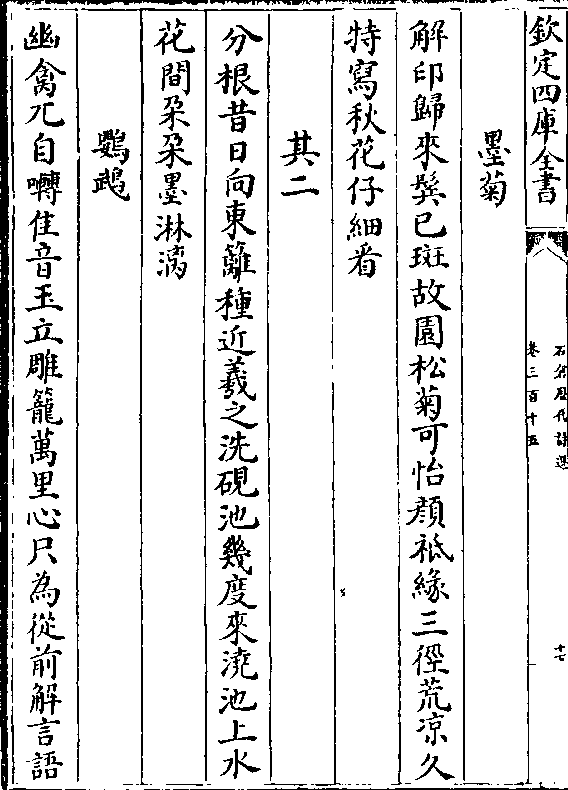 欽定四庫全書
石倉歷代詩選
卷三百十五
十七
墨菊
解印歸來鬂已斑故園松菊可怡顔祗緣三徑荒凉久
特寫秋花仔細看
其二
分根昔日向東籬種近羲之洗硯池幾度來澆池上水
花間朶朶墨淋漓
鸚鵡
幽禽兀自囀佳音玉立雕籠萬里心只為從前解言語